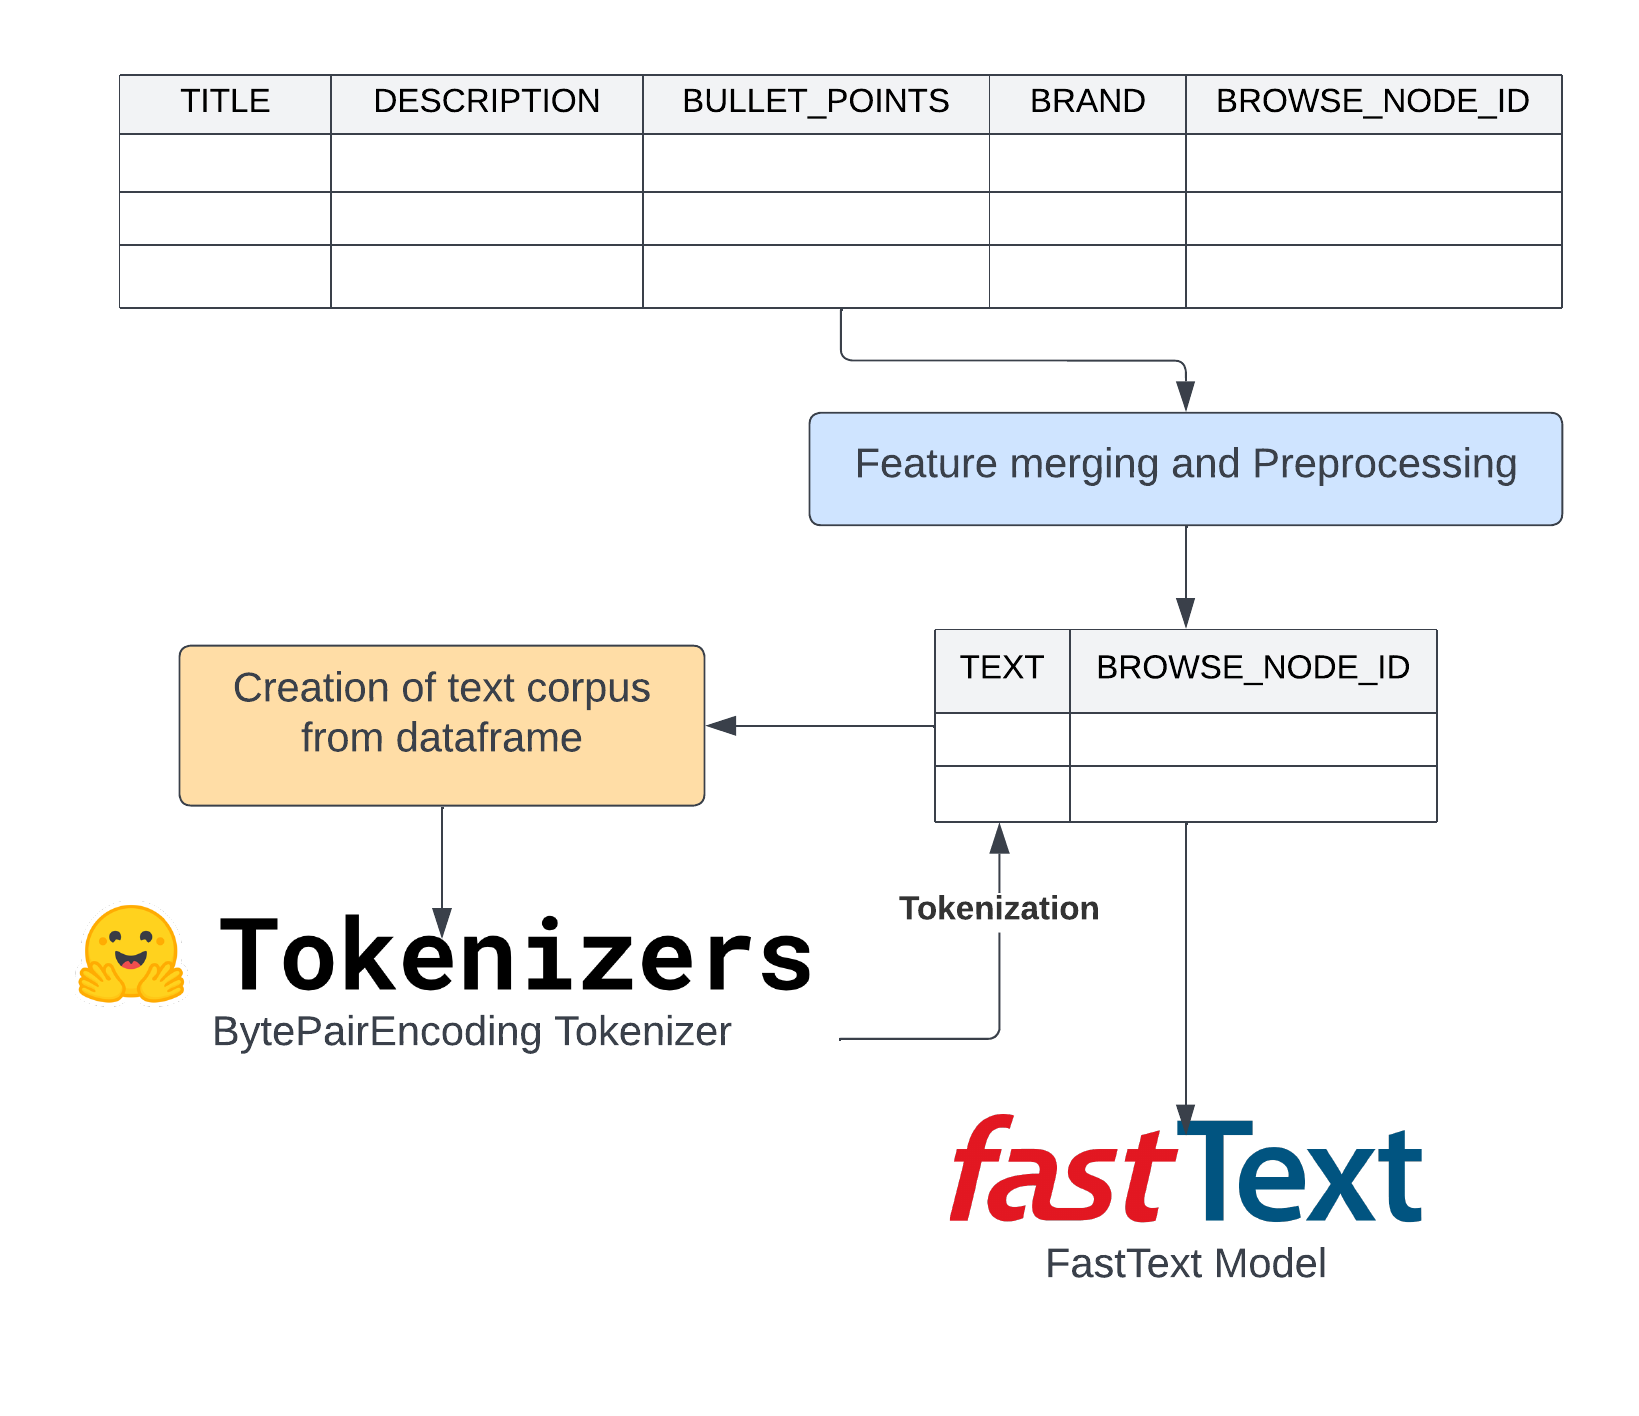 TITLE DESCRIPTION BULLET_POINTS BRAND BROWSE_NODE_ID
Feature merging and Preprocessing
TEXT BROWSE_NODE_ID
Creation of text corpus
from dataframe
Tokenization
Tokenizers
BytePairEncoding Tokenizer
fastText
FastText Model